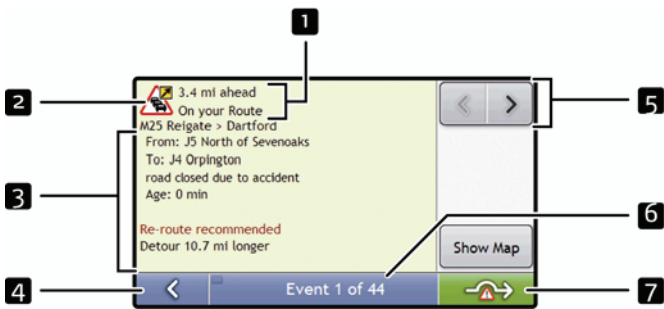 1
2
3.4 mi ahead
On your Route
5
M25 Reigate > Dartford
From: J5 North of Sevenoaks
To: J4 Orpington
road closed due to accident
Age: 0 min
3
6
Re-route recommended
Detour 10.7 mi longer
Show Map
4
Event 1 of 44
7